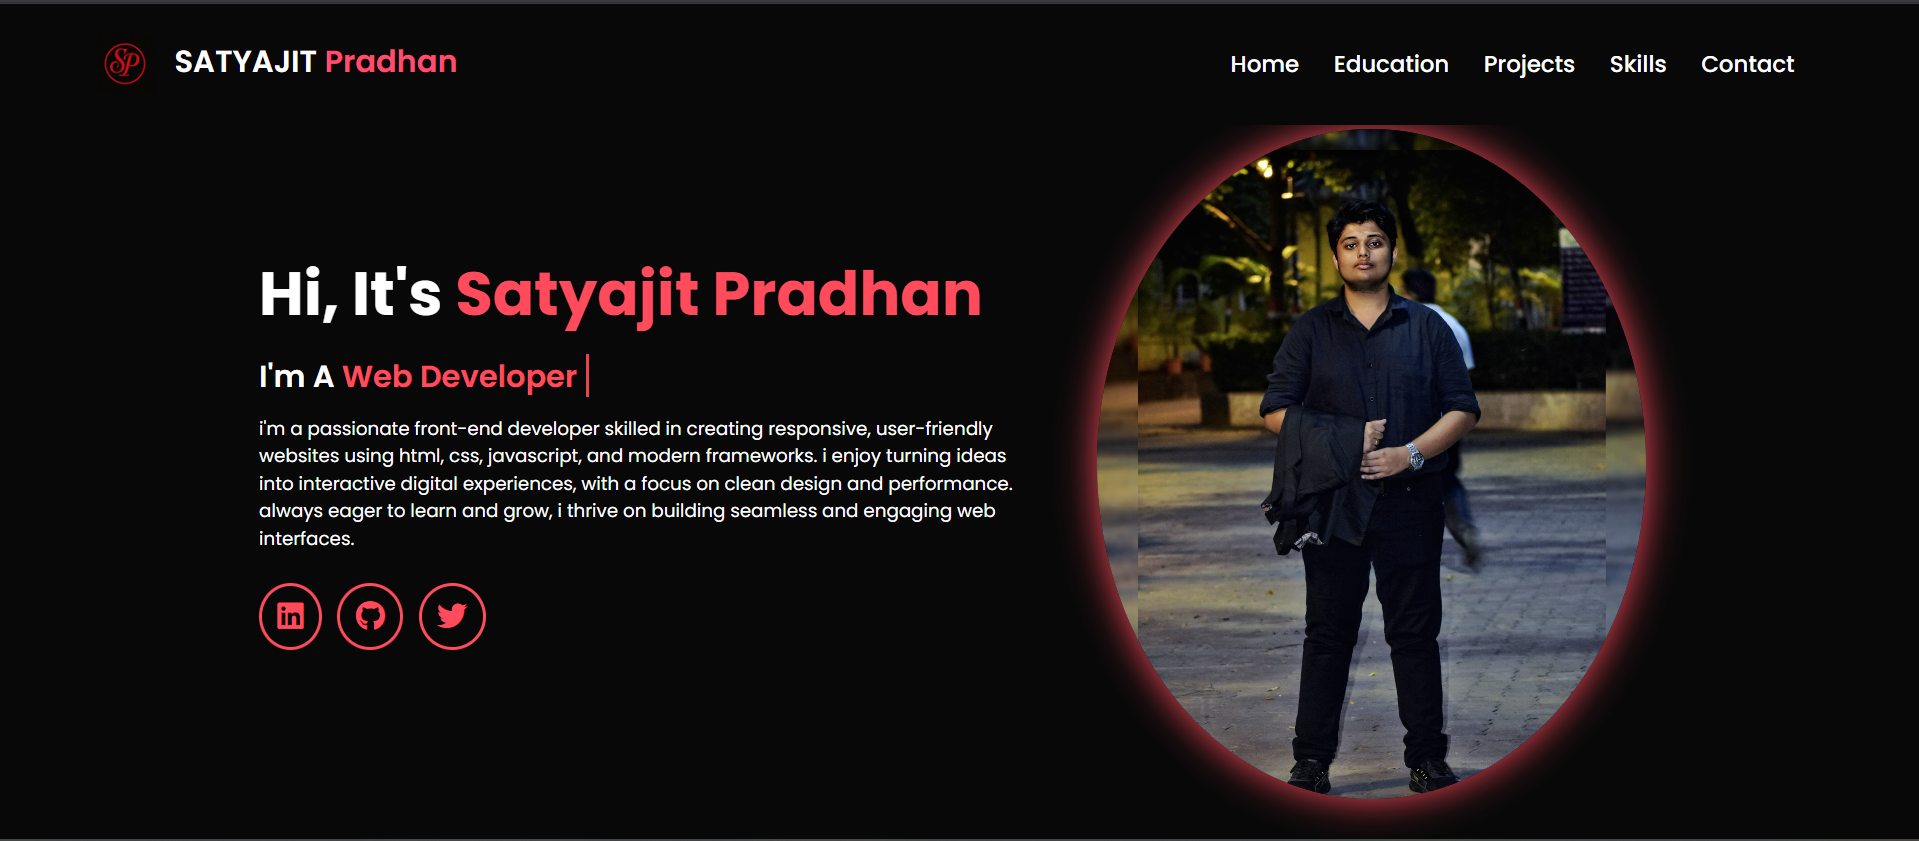 SP
SATYAJIT Pradhan
Home Education Projects Skills Contact
Hi, It's Satyajit Pradhan
I'm A Web Developer
i'm a passionate front-end developer skilled in creating responsive, user-friendly
websites using html, css, javascript, and modern frameworks. i enjoy turning ideas
into interactive digital experiences, with a focus on clean design and performance.
always eager to learn and grow, i thrive on building seamless and engaging web
interfaces.
in